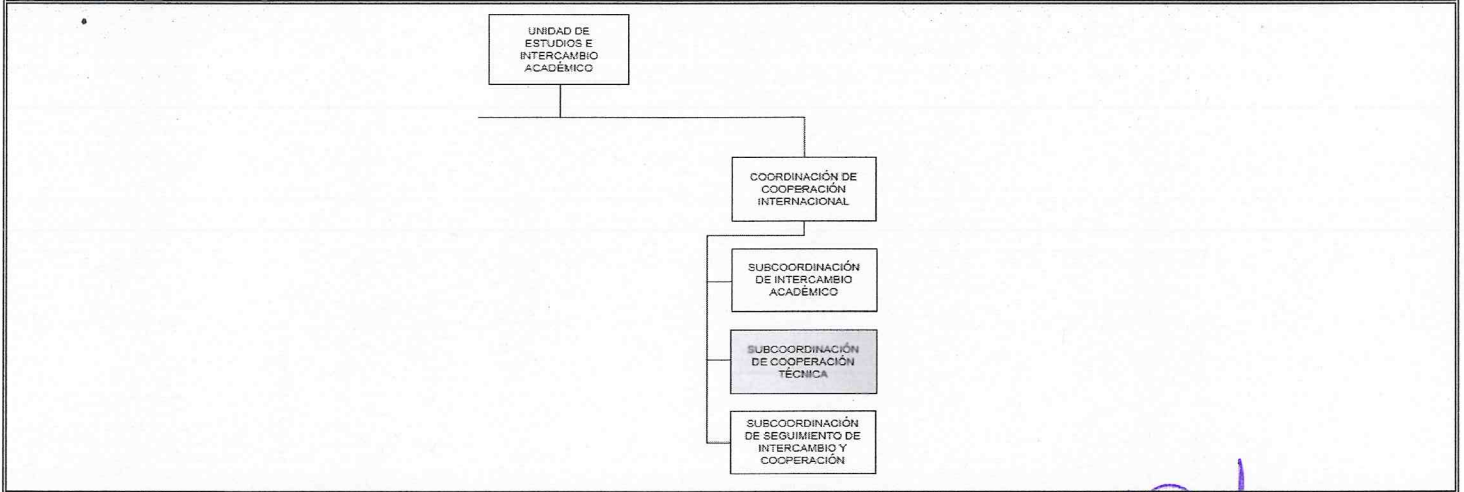 UNIDAD DE
ESTUDIOS E
INTERCAMBIO
ACADÉMICO
COORDINACIÓN DE
COOPERACIÓN
INTERNACIONAL
SUBCOORDINACIÓN
DE INTERCAMBIO
ACADÉMICO
SUBCOORDINACIÓN
DE COOPERACIÓN
TÉCNICA
SUBCOORDINACIÓN
DE SEGUIMIENTO DE
INTERCAMBIO Y
COOPERACIÓN